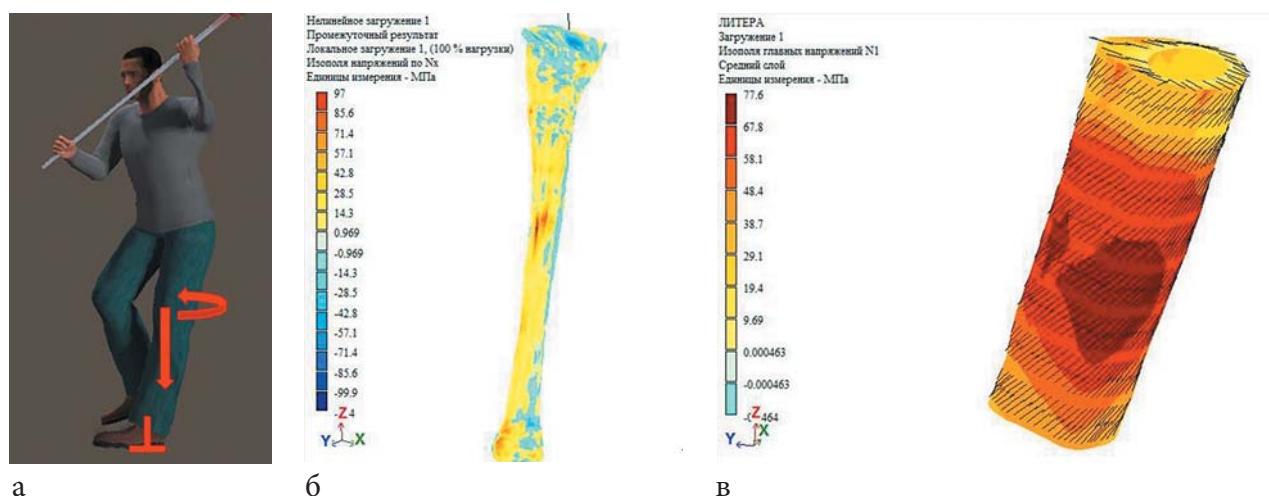 Нелинейное загружение 1
Промежуточный результат
Локальное загружение 1, (100 % нагрузки)
Изополя напряжений по Nx
Единицы измерения - МПа
97
85.6
71.4
57.1
42.8
28.5
14.3
0.969
-0.969
-14.3
-28.5
-42.8
-57.1
-71.4
-85.6
-99.9
Z
Y
X
ЛИТЕРА
Загружение 1
Изополя главных напряжений N1
Средний слой
Единицы измерения - МПа
77.6
67.8
58.1
48.4
38.7
29.1
19.4
9.69
0.000463
-0.000463
Z
Y
X
а
б
в